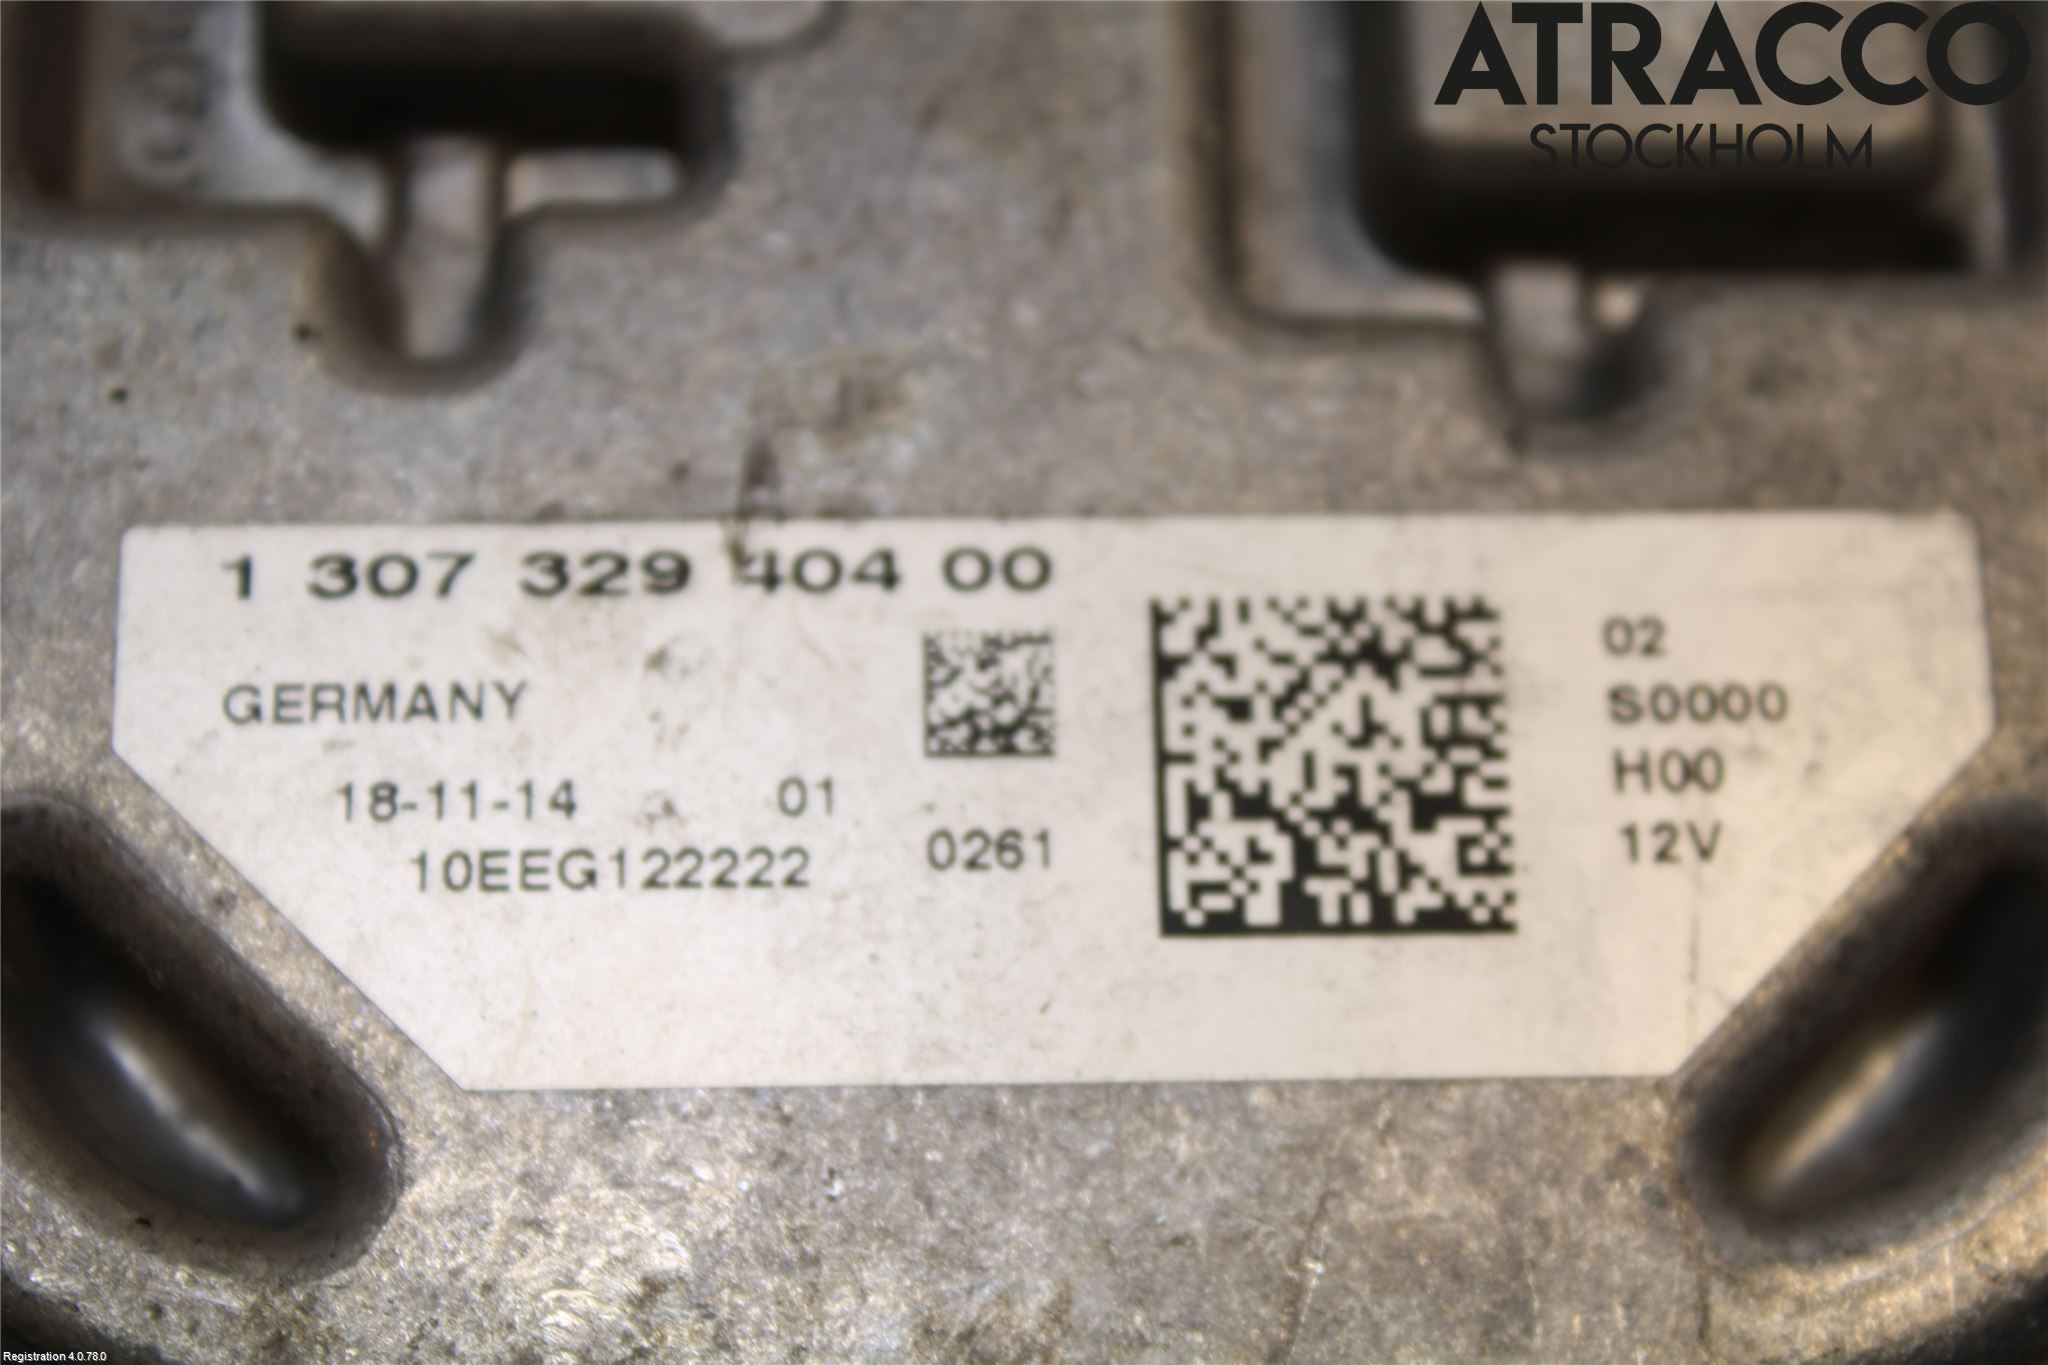 ATRACCO
STOCKHOLM
1 307 329 404 00
GERMANY
18-11-14 01
10EEG122222 0261
02
S0000
H00
12V
Registration 4.0.78.0